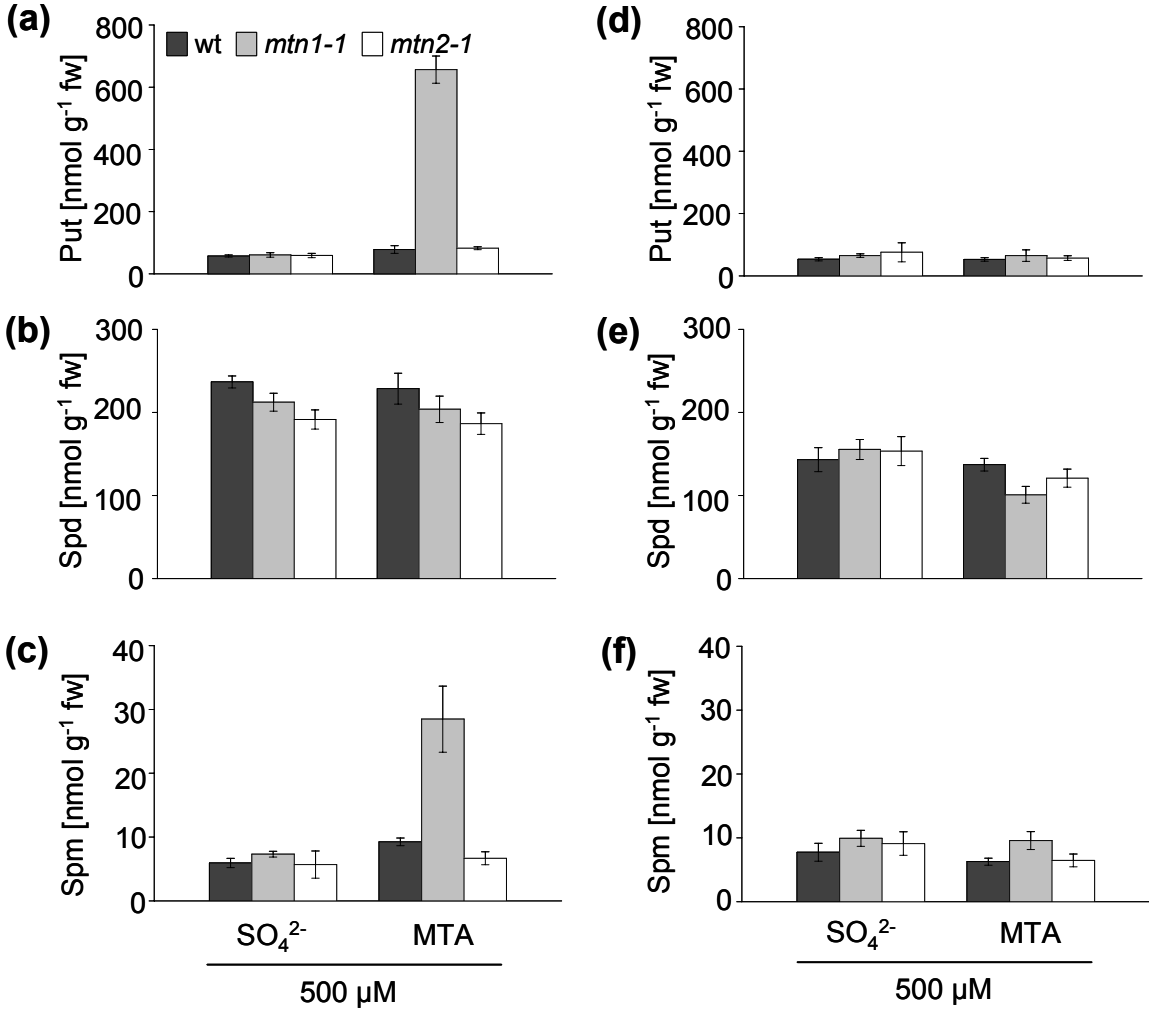 (a)
800
600
400
200
0
Put [nmol g⁻¹ fw]
wt mtn1-1 mtn2-1
(d)
800
600
400
200
0
Put [nmol g⁻¹ fw]
(b)
300
200
100
0
Spd [nmol g⁻¹ fw]
(e)
300
200
100
0
Spd [nmol g⁻¹ fw]
(c)
40
30
20
10
0
Spm [nmol g⁻¹ fw]
SO₄²⁻ MTA
500 µM
(f)
40
30
20
10
0
Spm [nmol g⁻¹ fw]
SO₄²⁻ MTA
500 µM